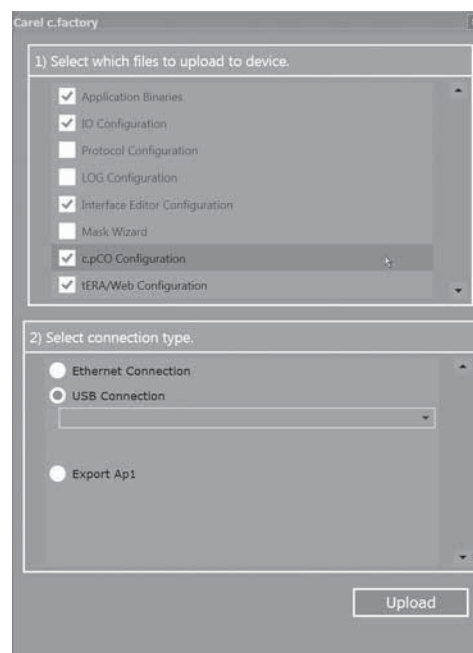 Carel c.factory
1) Select which files to upload to device.
Application Binaries
IO Configuration
Protocol Configuration
LOG Configuration
Interface Editor Configuration
Mask Wizard
c.pCO Configuration
tERA/Web Configuration
2) Select connection type.
Ethernet Connection
USB Connection
Export Ap1
Upload